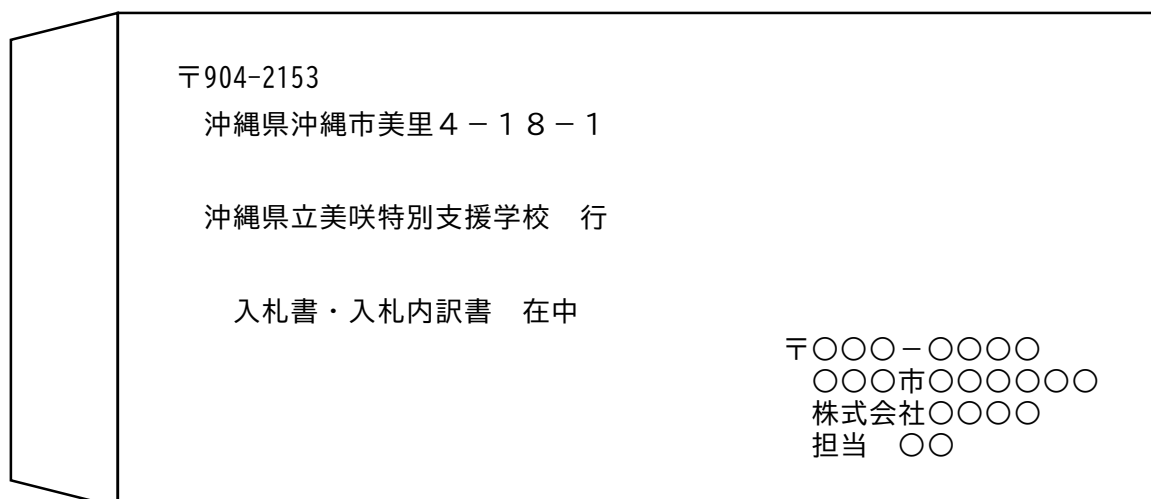 〒904-2153
沖縄県沖縄市美里４－１８－１
沖縄県立美咲特別支援学校　行
入札書・入札内訳書　在中
〒○○○－○○○○
○○○市○○○○○○
株式会社○○○○
担当　○○